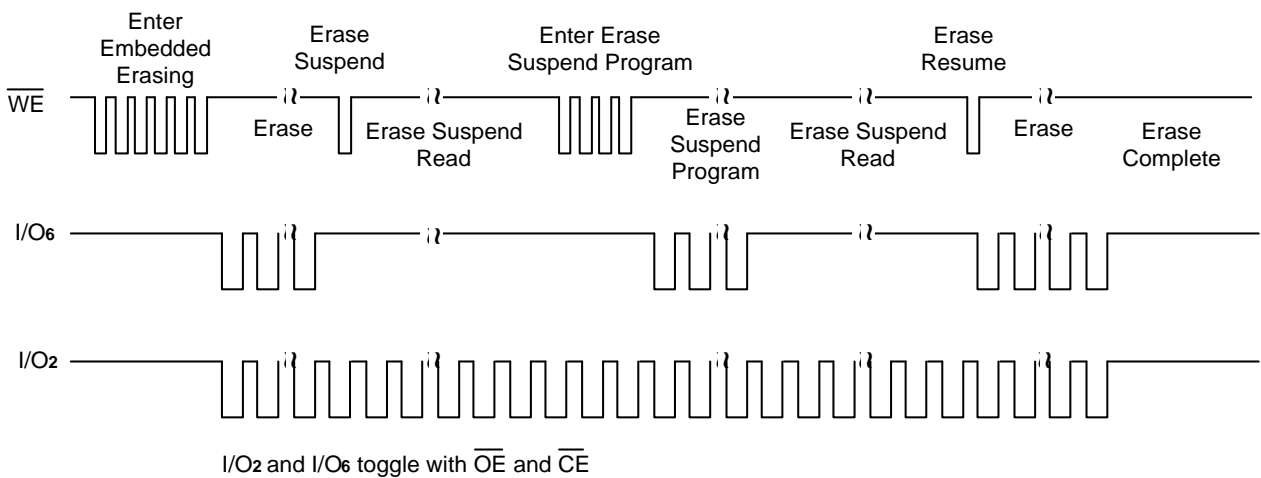 Enter
Embedded
Erasing
Erase
Suspend
Enter Erase
Suspend Program
Erase
Resume
WE
Erase
Erase Suspend
Read
Erase
Suspend
Program
Erase Suspend
Read
Erase
Erase
Complete
I/O6
I/O2
I/O2 and I/O6 toggle with OE and CE